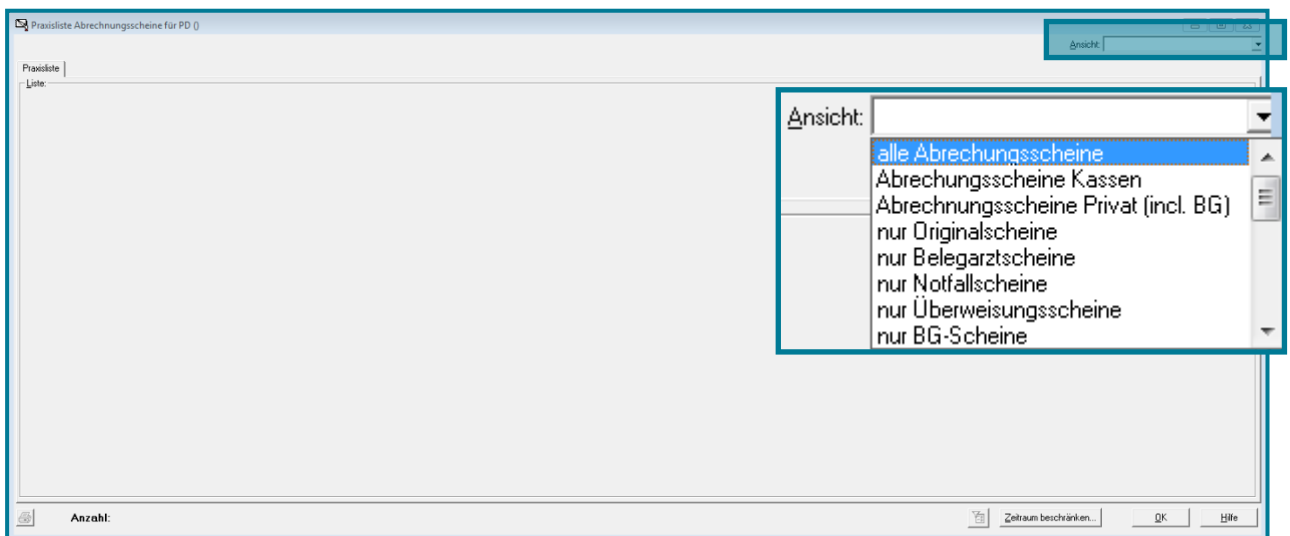 Praxisliste Abrechnungsscheine für PD ()
Ansicht:
Praxisliste
Liste:
Ansicht:
alle Abrechungsscheine
Abrechungsscheine Kassen
Abrechnungsscheine Privat (incl. BG)
nur Originalscheine
nur Belegarztscheine
nur Notfallscheine
nur Überweisungsscheine
nur BG-Scheine
Anzahl:
Zeitraum beschränken...
OK
Hilfe